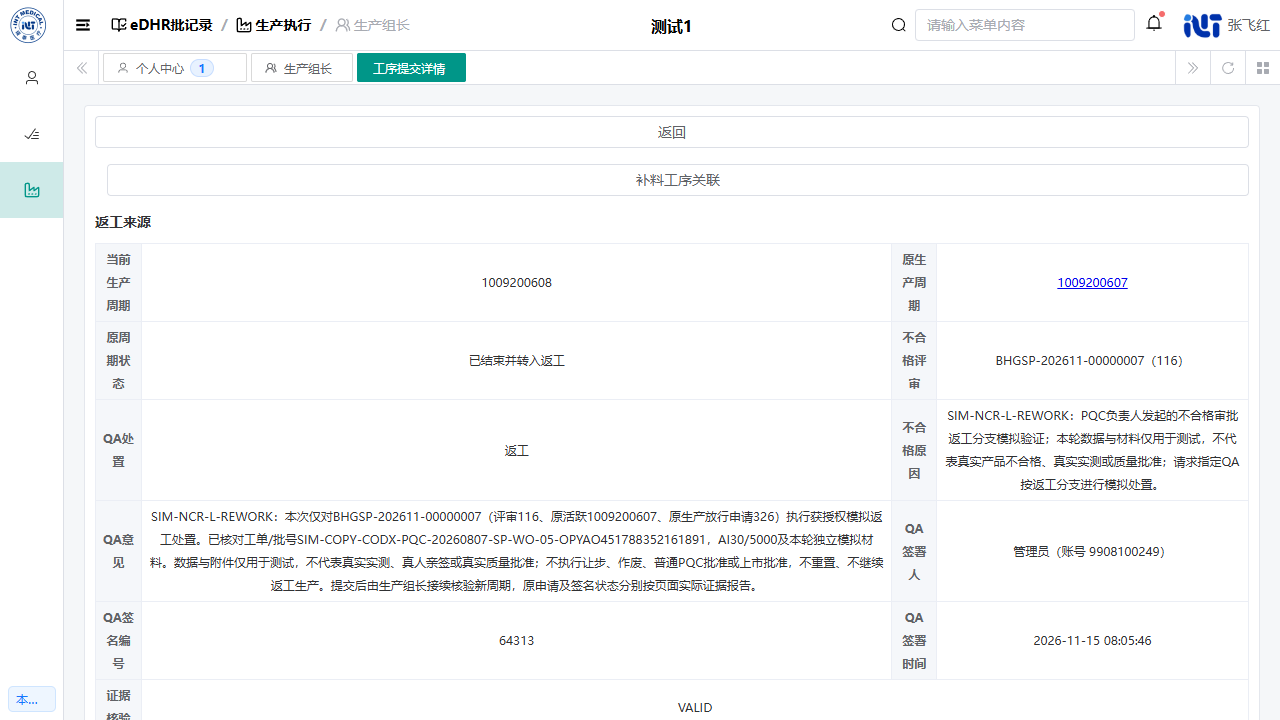 INT MEDICAL
eDHR批记录 / 生产执行 / 生产组长
测试1
请输入菜单内容
张飞红
个人中心 1
生产组长
工序提交详情
返回
补料工序关联
返工来源
当前
生产
周期
1009200608
原生
产周
期
1009200607
原周
期状
态
已结束并转入返工
不合
格评
审
BHGSP-202611-00000007（116）
QA处
置
返工
不合
格原
因
SIM-NCR-L-REWORK：PQC负责人发起的不合格审批
返工分支模拟验证；本轮数据与材料仅用于测试，不代
表真实产品不合格、真实实测或质量批准；请求指定QA
按返工分支进行模拟处置。
QA意
见
SIM-NCR-L-REWORK：本次仅对BHGSP-202611-00000007（评审116、原活跃1009200607、原生产放行申请326）执行获授权模拟返
工处置。已核对工单/批号SIM-COPY-CODX-PQC-20260807-SP-WO-05-OPYAO451788352161891，AI30/5000及本轮独立模拟材
料。数据与附件仅用于测试，不代表真实实测、真人亲签或真实质量批准；不执行让步、作废、普通PQC批准或上市批准，不重置、不继续
返工生产。提交后由生产组长接续核验新周期，原申请及签名状态分别按页面实际证据报告。
QA
签署
人
管理员（账号 9908100249）
QA签
名编
号
64313
QA
签署
时间
2026-11-15 08:05:46
证据
核验
VALID
本...